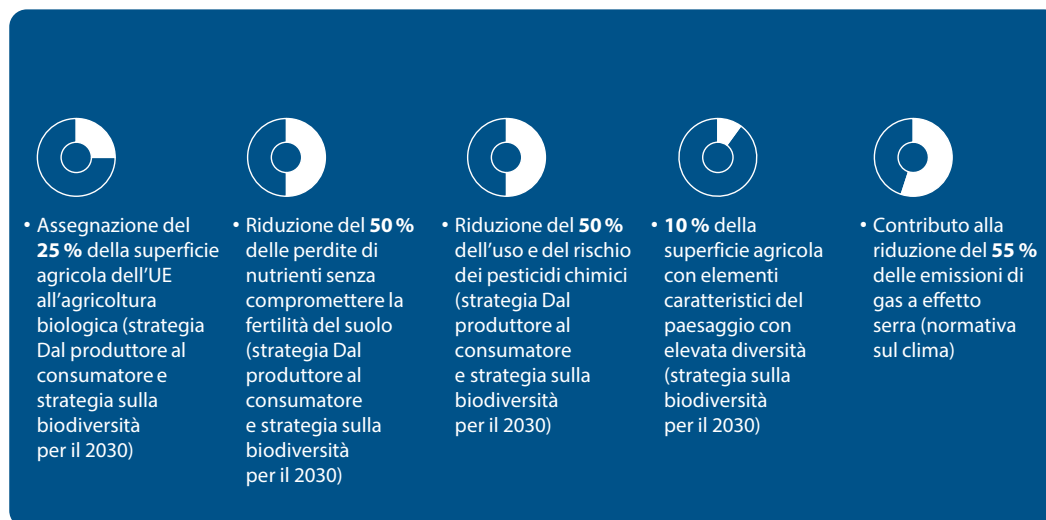 • Assegnazione del
25 % della superficie
agricola dell'UE
all'agricoltura
biologica (strategia
Dal produttore al
consumatore e
strategia sulla
biodiversità
per il 2030)
• Riduzione del 50 %
delle perdite di
nutrienti senza
compromettere la
fertilità del suolo
(strategia Dal
produttore al
consumatore
e strategia sulla
biodiversità
per il 2030)
• Riduzione del 50 %
dell'uso e del rischio
dei pesticidi chimici
(strategia Dal
produttore al
consumatore
e strategia sulla
biodiversità
per il 2030)
• 10 % della
superficie agricola
con elementi
caratteristici del
paesaggio con
elevata diversità
(strategia sulla
biodiversità
per il 2030)
• Contributo alla
riduzione del 55 %
delle emissioni di
gas a effetto
serra (normativa
sul clima)